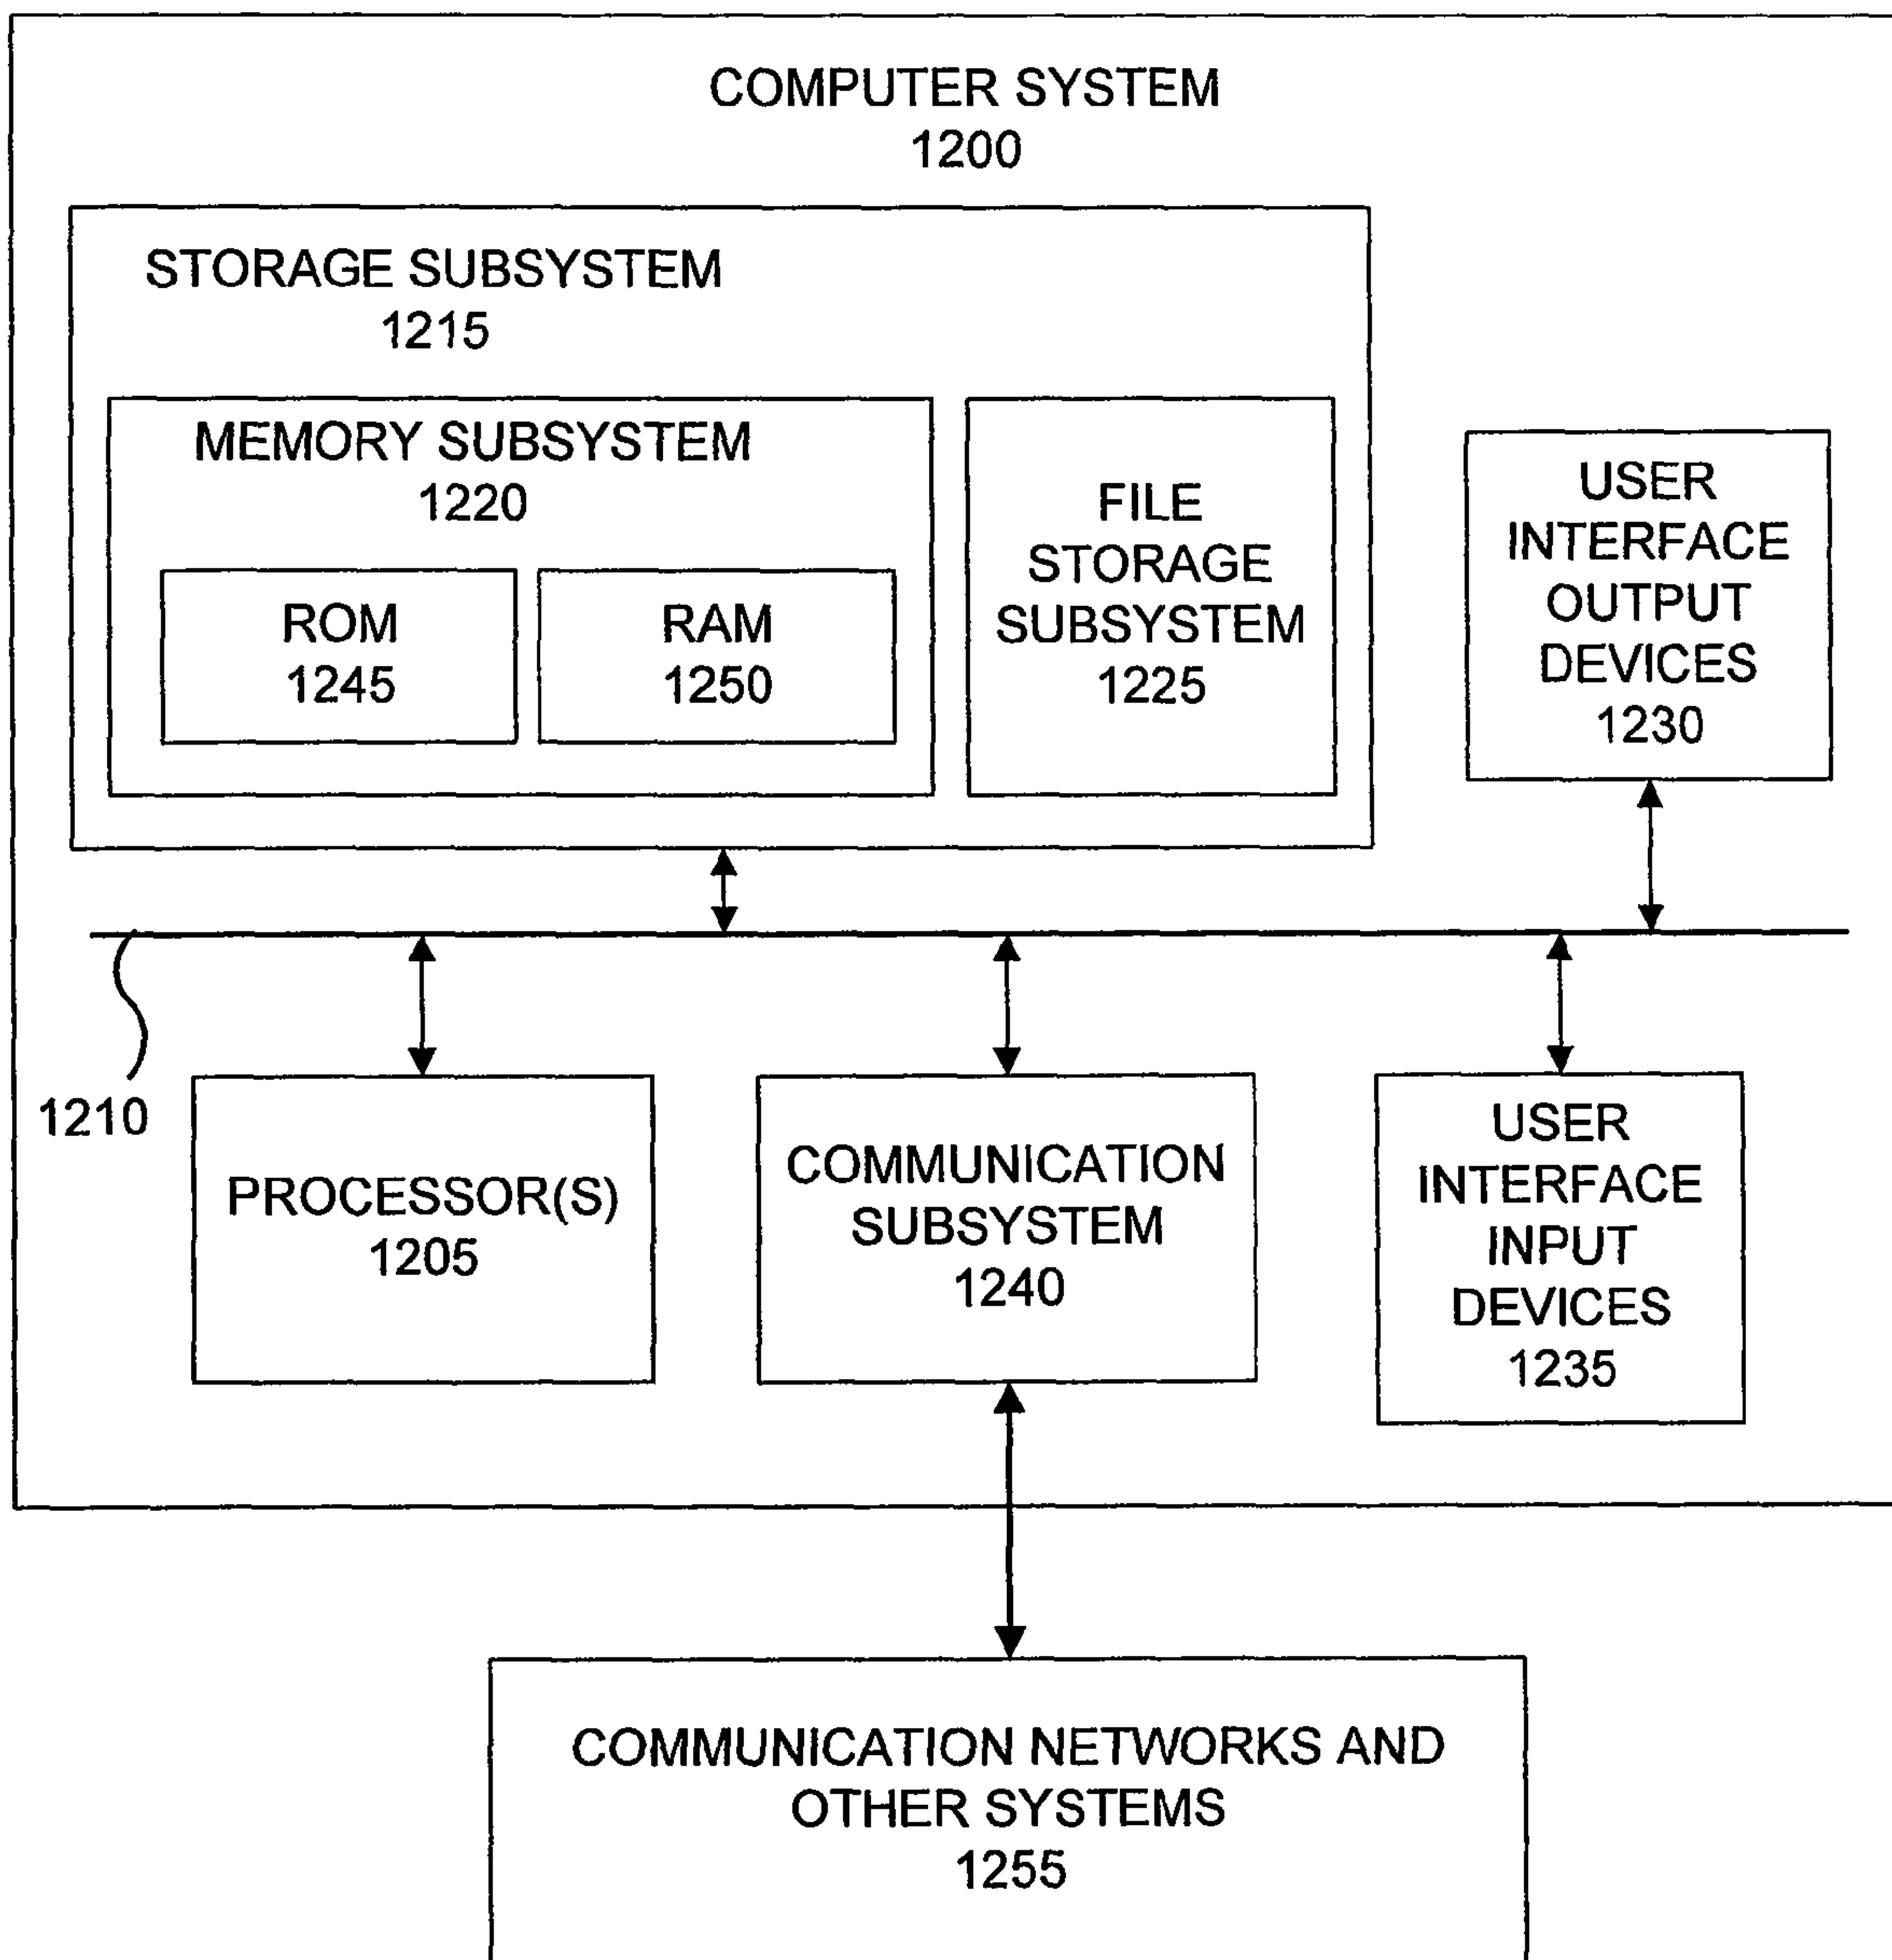 COMPUTER SYSTEM
1200
STORAGE SUBSYSTEM
1215
MEMORY SUBSYSTEM
1220
ROM
1245
RAM
1250
FILE
STORAGE
SUBSYSTEM
1225
USER
INTERFACE
OUTPUT
DEVICES
1230
1210
PROCESSOR(S)
1205
COMMUNICATION
SUBSYSTEM
1240
USER
INTERFACE
INPUT
DEVICES
1235
COMMUNICATION NETWORKS AND
OTHER SYSTEMS
1255